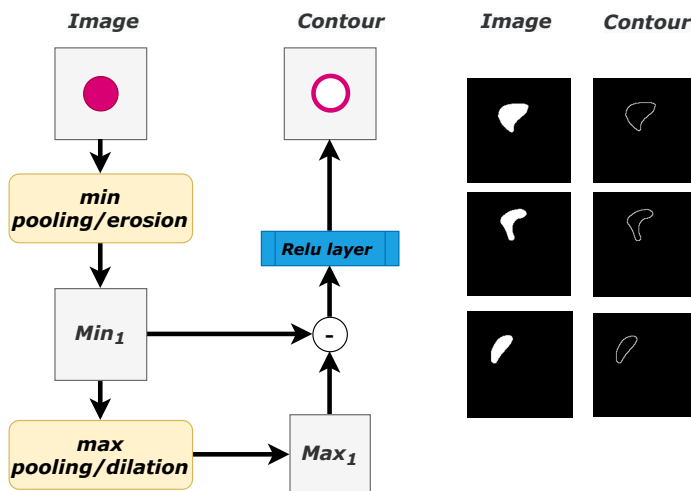 Image
Contour
Image
Contour
min
pooling/erosion
Relu layer
Min₁
-
max
pooling/dilation
Max₁